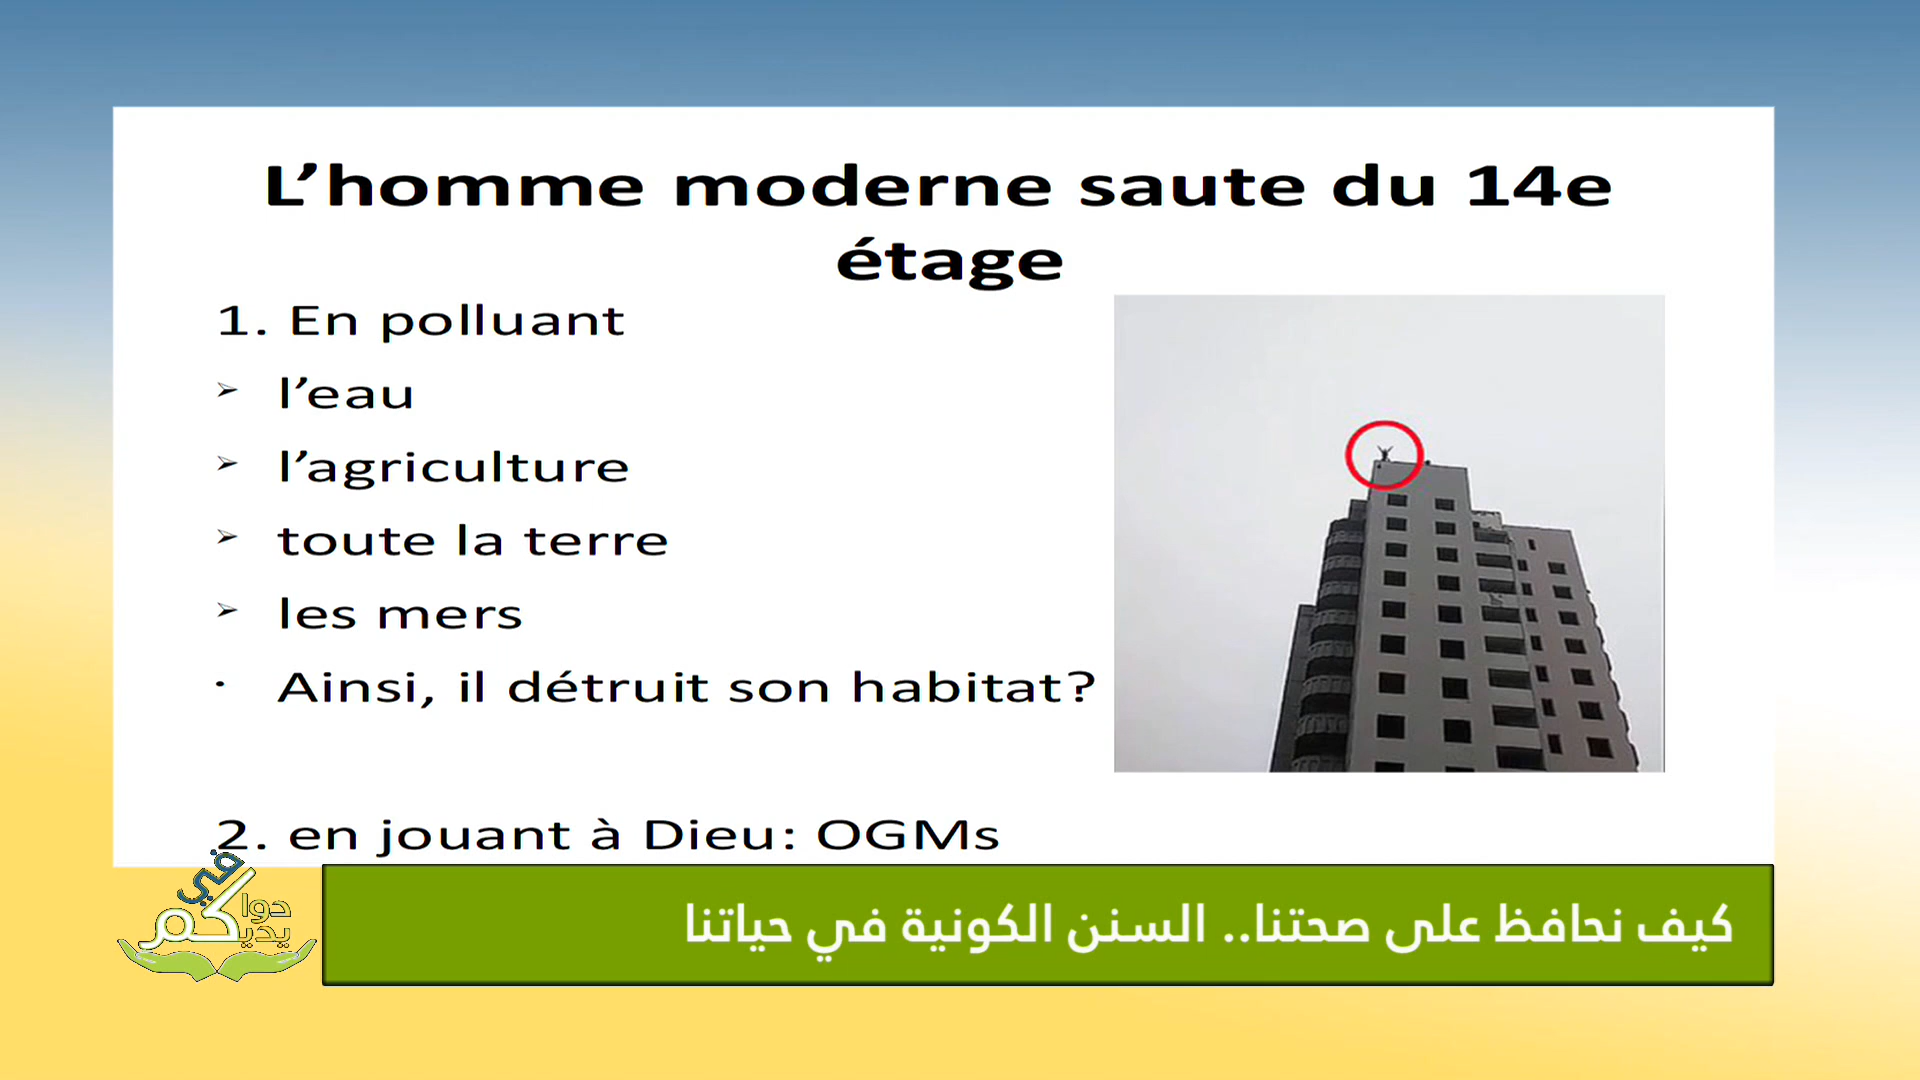 L’homme moderne saute du 14e
étage
1. En polluant
➢ l’eau
➢ l’agriculture
➢ toute la terre
➢ les mers
• Ainsi, il détruit son habitat?
2. en jouant à Dieu: OGMs
دواكم في يديكم
كيف نحافظ على صحتنا.. السنن الكونية في حياتنا